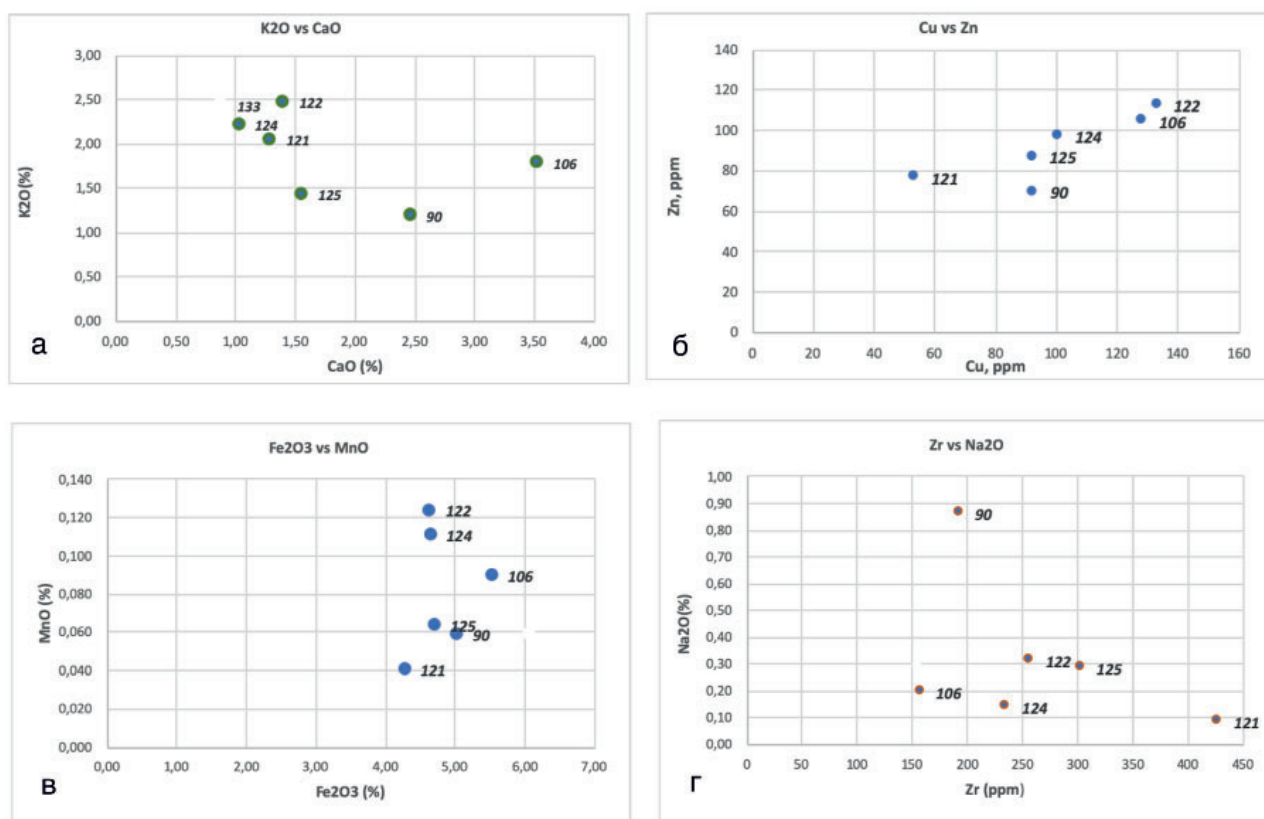 K2O vs CaO
3,00
2,50
2,00
1,50
1,00
0,50
0,00
K2O(%)
133
122
124
121
106
125
90
0,00 0,50 1,00 1,50 2,00 2,50 3,00 3,50 4,00
CaO (%)
а
Cu vs Zn
140
120
100
80
60
40
20
0
Zn, ppm
122
106
124
125
121
90
0 20 40 60 80 100 120 140 160
Cu, ppm
б
Fe2O3 vs MnO
0,140
0,120
0,100
0,080
0,060
0,040
0,020
0,000
MnO (%)
122
124
106
125
90
121
0,00 1,00 2,00 3,00 4,00 5,00 6,00 7,00
Fe2O3 (%)
в
Zr vs Na2O
1,00
0,90
0,80
0,70
0,60
0,50
0,40
0,30
0,20
0,10
0,00
Na2O(%)
90
122
125
106
124
121
0 50 100 150 200 250 300 350 400 450
Zr (ppm)
г